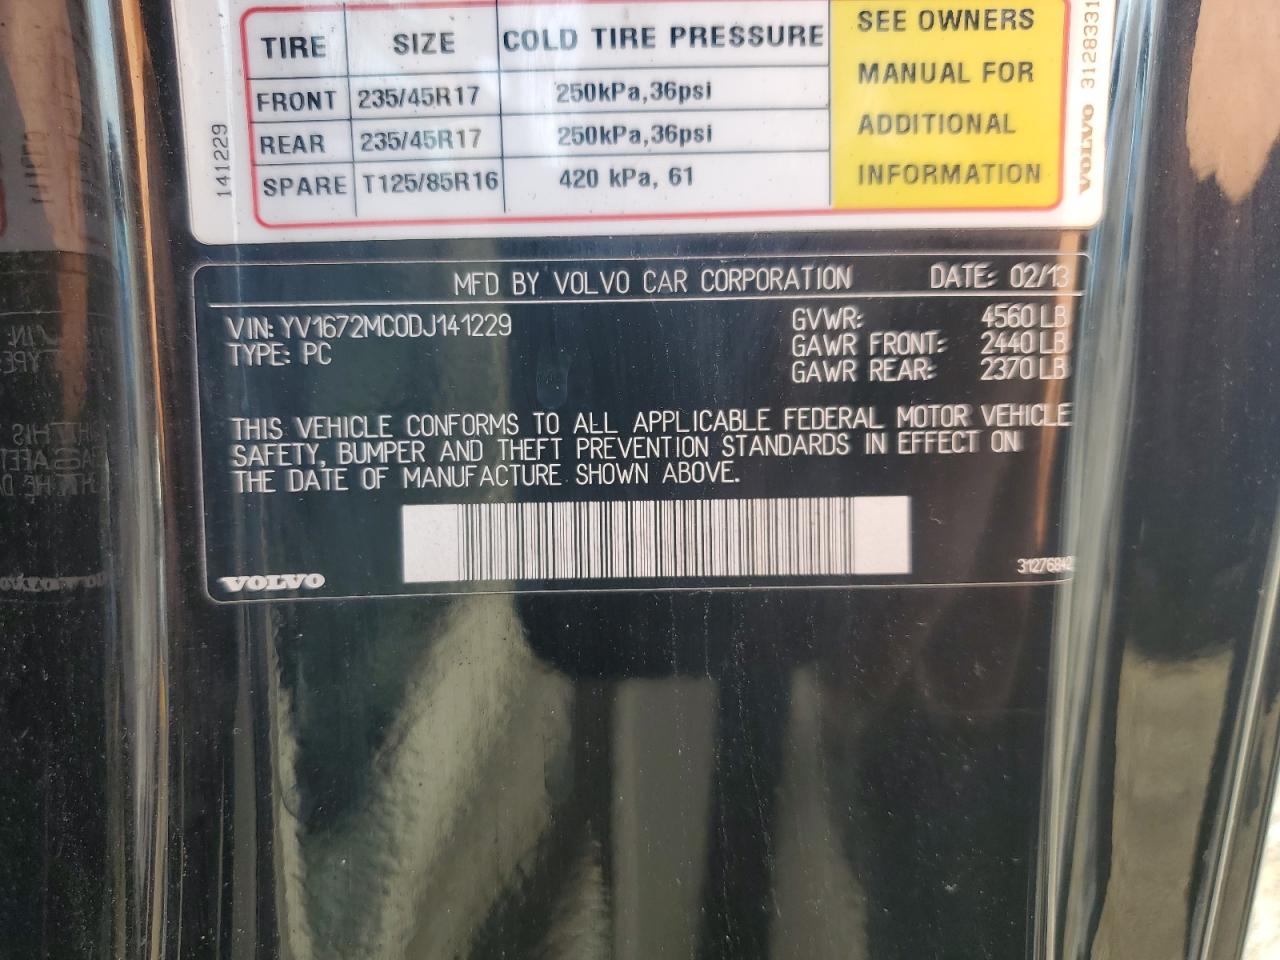 TIRE SIZE COLD TIRE PRESSURE
FRONT 235/45R17 250kPa,36psi
REAR 235/45R17 250kPa,36psi
SPARE T125/85R16 420 kPa, 61
SEE OWNERS
MANUAL FOR
ADDITIONAL
INFORMATION
141229
VOLVO 31283331
MFD BY VOLVO CAR CORPORATION DATE: 02/13
VIN: YV1672MC0DJ141229
TYPE: PC
GVWR: 4560 LB
GAWR FRONT: 2440 LB
GAWR REAR: 2370 LB
THIS VEHICLE CONFORMS TO ALL APPLICABLE FEDERAL MOTOR VEHICLE
SAFETY, BUMPER AND THEFT PREVENTION STANDARDS IN EFFECT ON
THE DATE OF MANUFACTURE SHOWN ABOVE.
VOLVO